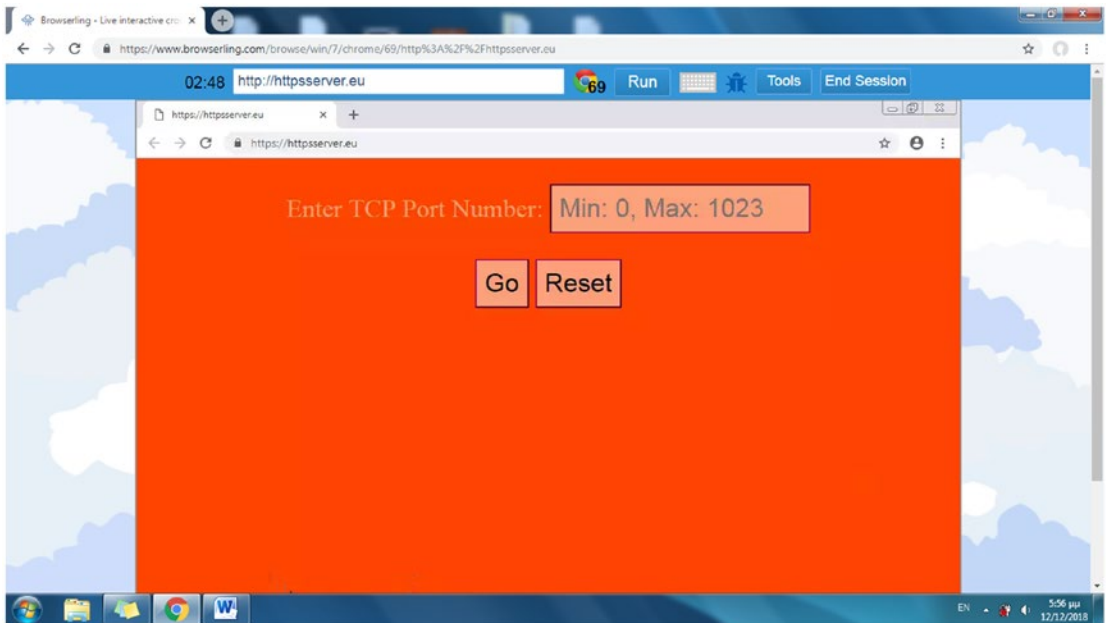 Browserling - Live interactive cro
https://www.browserling.com/browse/win/7/chrome/69/http%3A%2F%2Fhttpsserver.eu
02:48 http://httpsserver.eu 69 Run Tools End Session
https://httpsserver.eu
https://httpsserver.eu
Enter TCP Port Number: Min: 0, Max: 1023
Go Reset
W
EN 5:56 μμ
12/12/2018